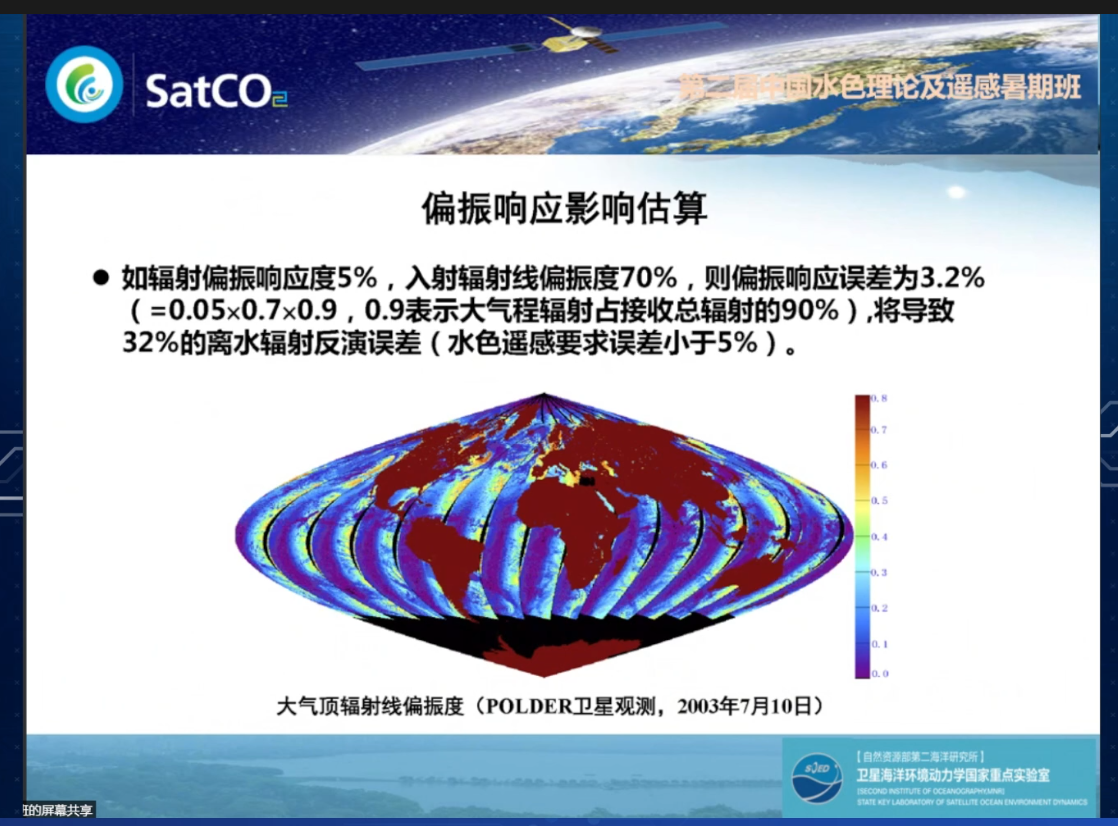 SatCO2
第二届中国水色理论及遥感暑期班
偏振响应影响估算
● 如辐射偏振响应度5%，入射辐射线偏振度70%，则偏振响应误差为3.2%
（=0.05×0.7×0.9，0.9表示大气程辐射占接收总辐射的90%）,将导致
32%的离水辐射反演误差（水色遥感要求误差小于5%）。
0.8
0.7
0.6
0.5
0.4
0.3
0.2
0.1
0.0
大气顶辐射线偏振度（POLDER卫星观测，2003年7月10日）
SOED
【自然资源部第二海洋研究所】
卫星海洋环境动力学国家重点实验室
[SECOND INSTITUTE OF OCEANOGRAPHY,MNR]
STATE KEY LABORATORY OF SATELLITE OCEAN ENVIRONMENT DYNAMICS
班的屏幕共享